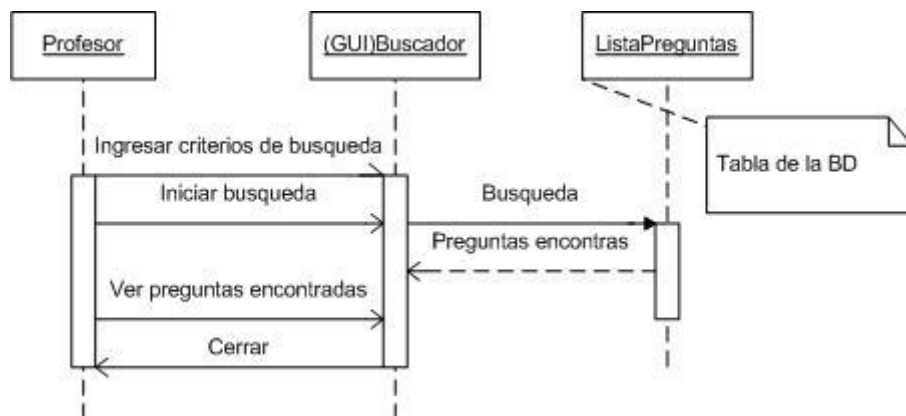 Profesor
(GUI)Buscador
ListaPreguntas
Tabla de la BD
Ingresar criterios de busqueda
Iniciar busqueda
Busqueda
Preguntas encontras
Ver preguntas encontradas
Cerrar